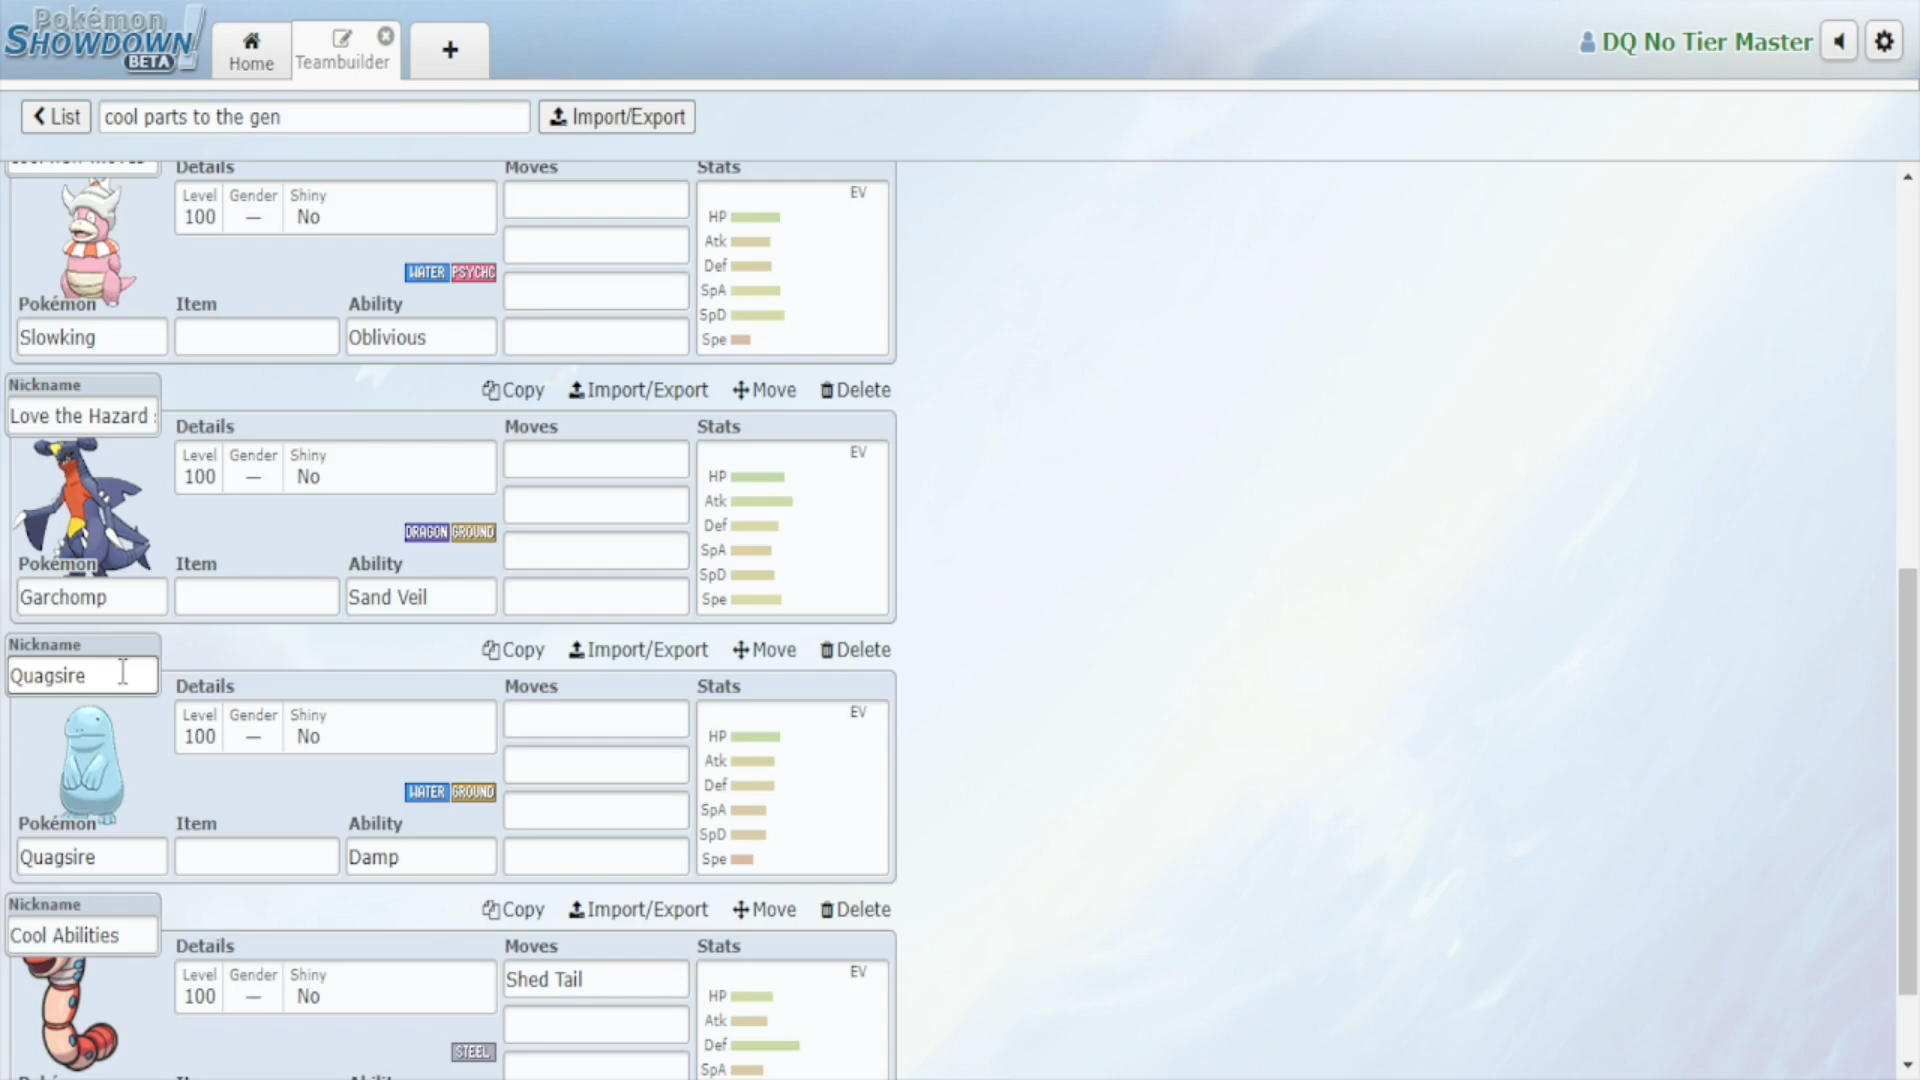 Pokémon
SHOWDOWN!
BETA
Home
Teambuilder
+
DQ No Tier Master
List
cool parts to the gen
Import/Export
Details
Moves
Stats
Level Gender Shiny
100 — No
EV
HP
Atk
Def
SpA
SpD
Spe
WATER PSYCHC
Pokémon Item Ability
Slowking Oblivious
Nickname
Copy Import/Export Move Delete
Love the Hazard
Details
Moves
Stats
Level Gender Shiny
100 — No
EV
HP
Atk
Def
SpA
SpD
Spe
DRAGON GROUND
Pokémon Item Ability
Garchomp Sand Veil
Nickname
Copy Import/Export Move Delete
Quagsire
Details
Moves
Stats
Level Gender Shiny
100 — No
EV
HP
Atk
Def
SpA
SpD
Spe
WATER GROUND
Pokémon Item Ability
Quagsire Damp
Nickname
Copy Import/Export Move Delete
Cool Abilities
Details
Moves
Stats
Level Gender Shiny
100 — No
Shed Tail
EV
HP
Atk
Def
SpA
STEEL